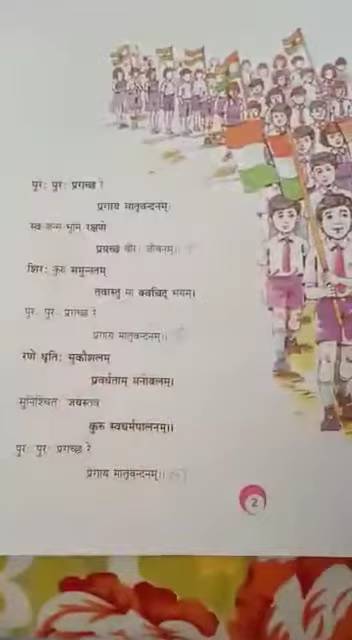 पुरः पुरः प्रगच्छ रे
प्रगाय मातृवन्दनम्
स्व जन्म भूमि रक्षणे
प्रयच्छ वीर! जीवनम्।
शिरः कुरु समुन्नतम्
तवास्तु मा क्वचिद् भयम्।
पुरः पुरः प्रगच्छ रे
प्रगाय मातृवन्दनम्।
रणे धृतिः सुकौशलम्
प्रवर्धताम् मनोबलम्।
सुनिश्चितः जयस्तव
कुरु स्वधर्मपालनम्।।
पुरः पुरः प्रगच्छ रे
प्रगाय मातृवन्दनम्।।
2